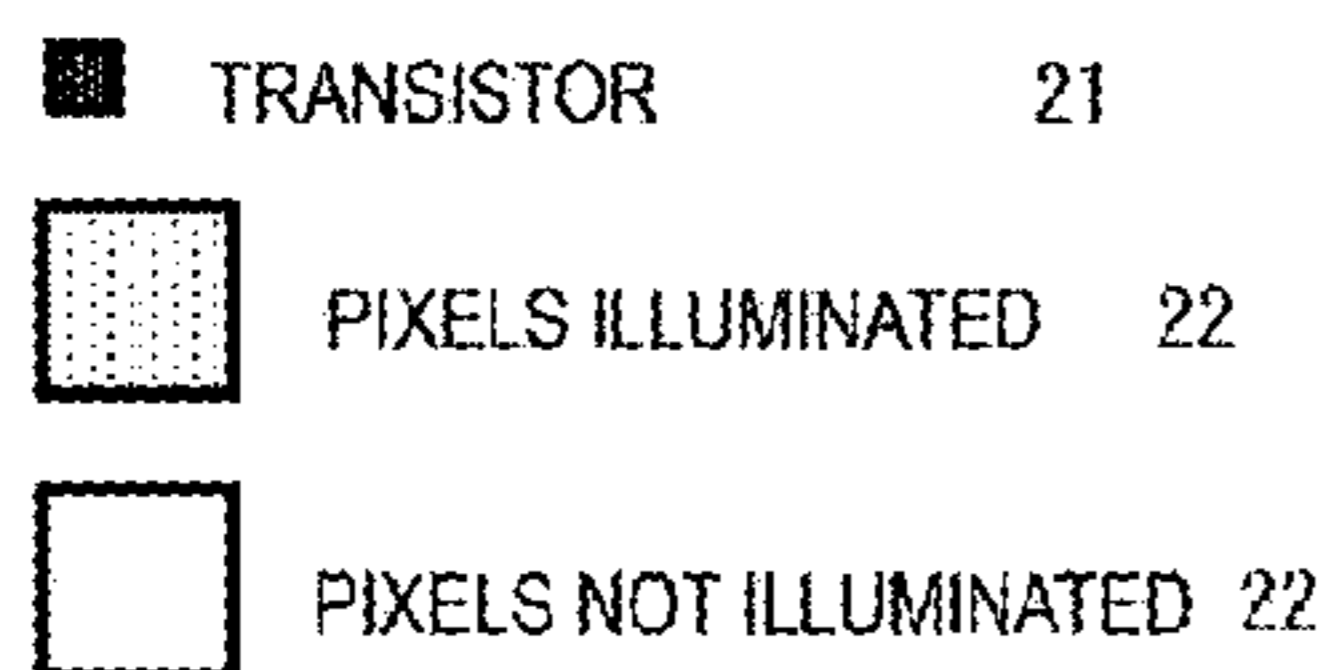 TRANSISTOR 21
PIXELS ILLUMINATED 22
PIXELS NOT ILLUMINATED 22